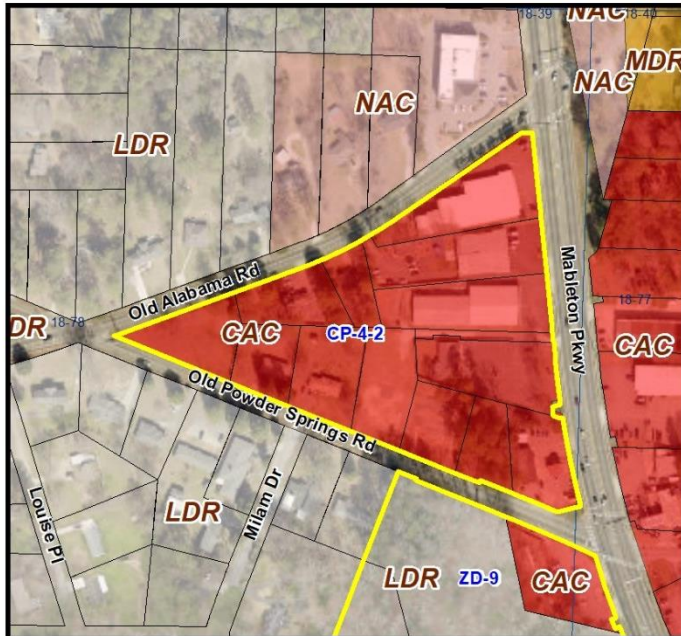 18-39
NAC
18-40
MDR
NAC
NAC
LDR
Old Alabama Rd
Mableton Pkwy
18-77
DR
18-78
CAC
CP-4-2
CAC
Old Powder Springs Rd
Louise Pl
LDR
Milam Dr
LDR
ZD-9
CAC